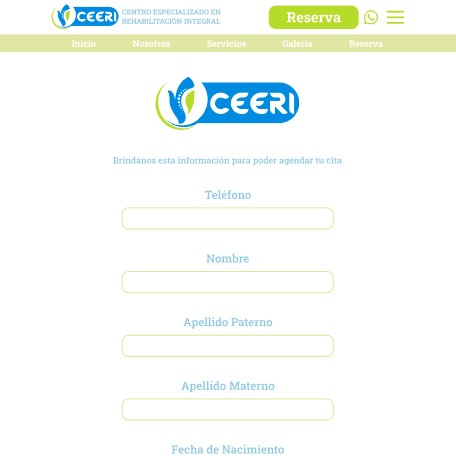 CEERI
CENTRO ESPECIALIZADO EN
REHABILITACIÓN INTEGRAL
Reserva
Inicio
Nosotros
Servicios
Galería
Reserva
CEERI
Brindanos esta información para poder agendar tu cita
Teléfono
Nombre
Apellido Paterno
Apellido Materno
Fecha de Nacimiento